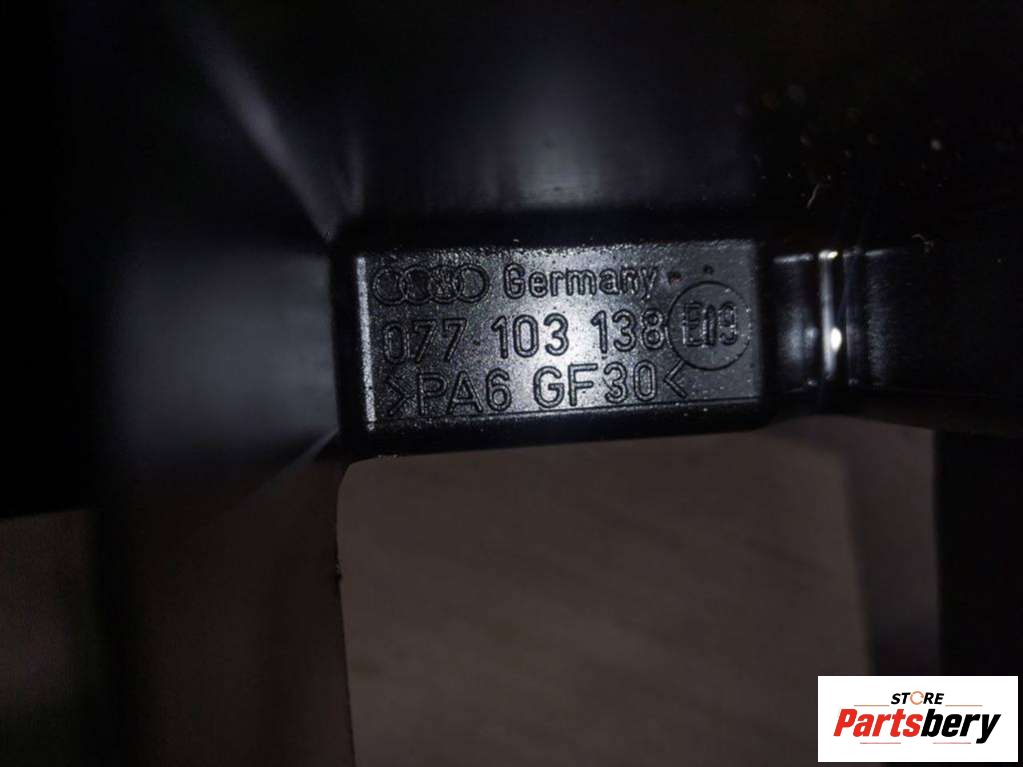 Germany
077 103 138 E19
>PA6 GF30<
STORE
Partsbery